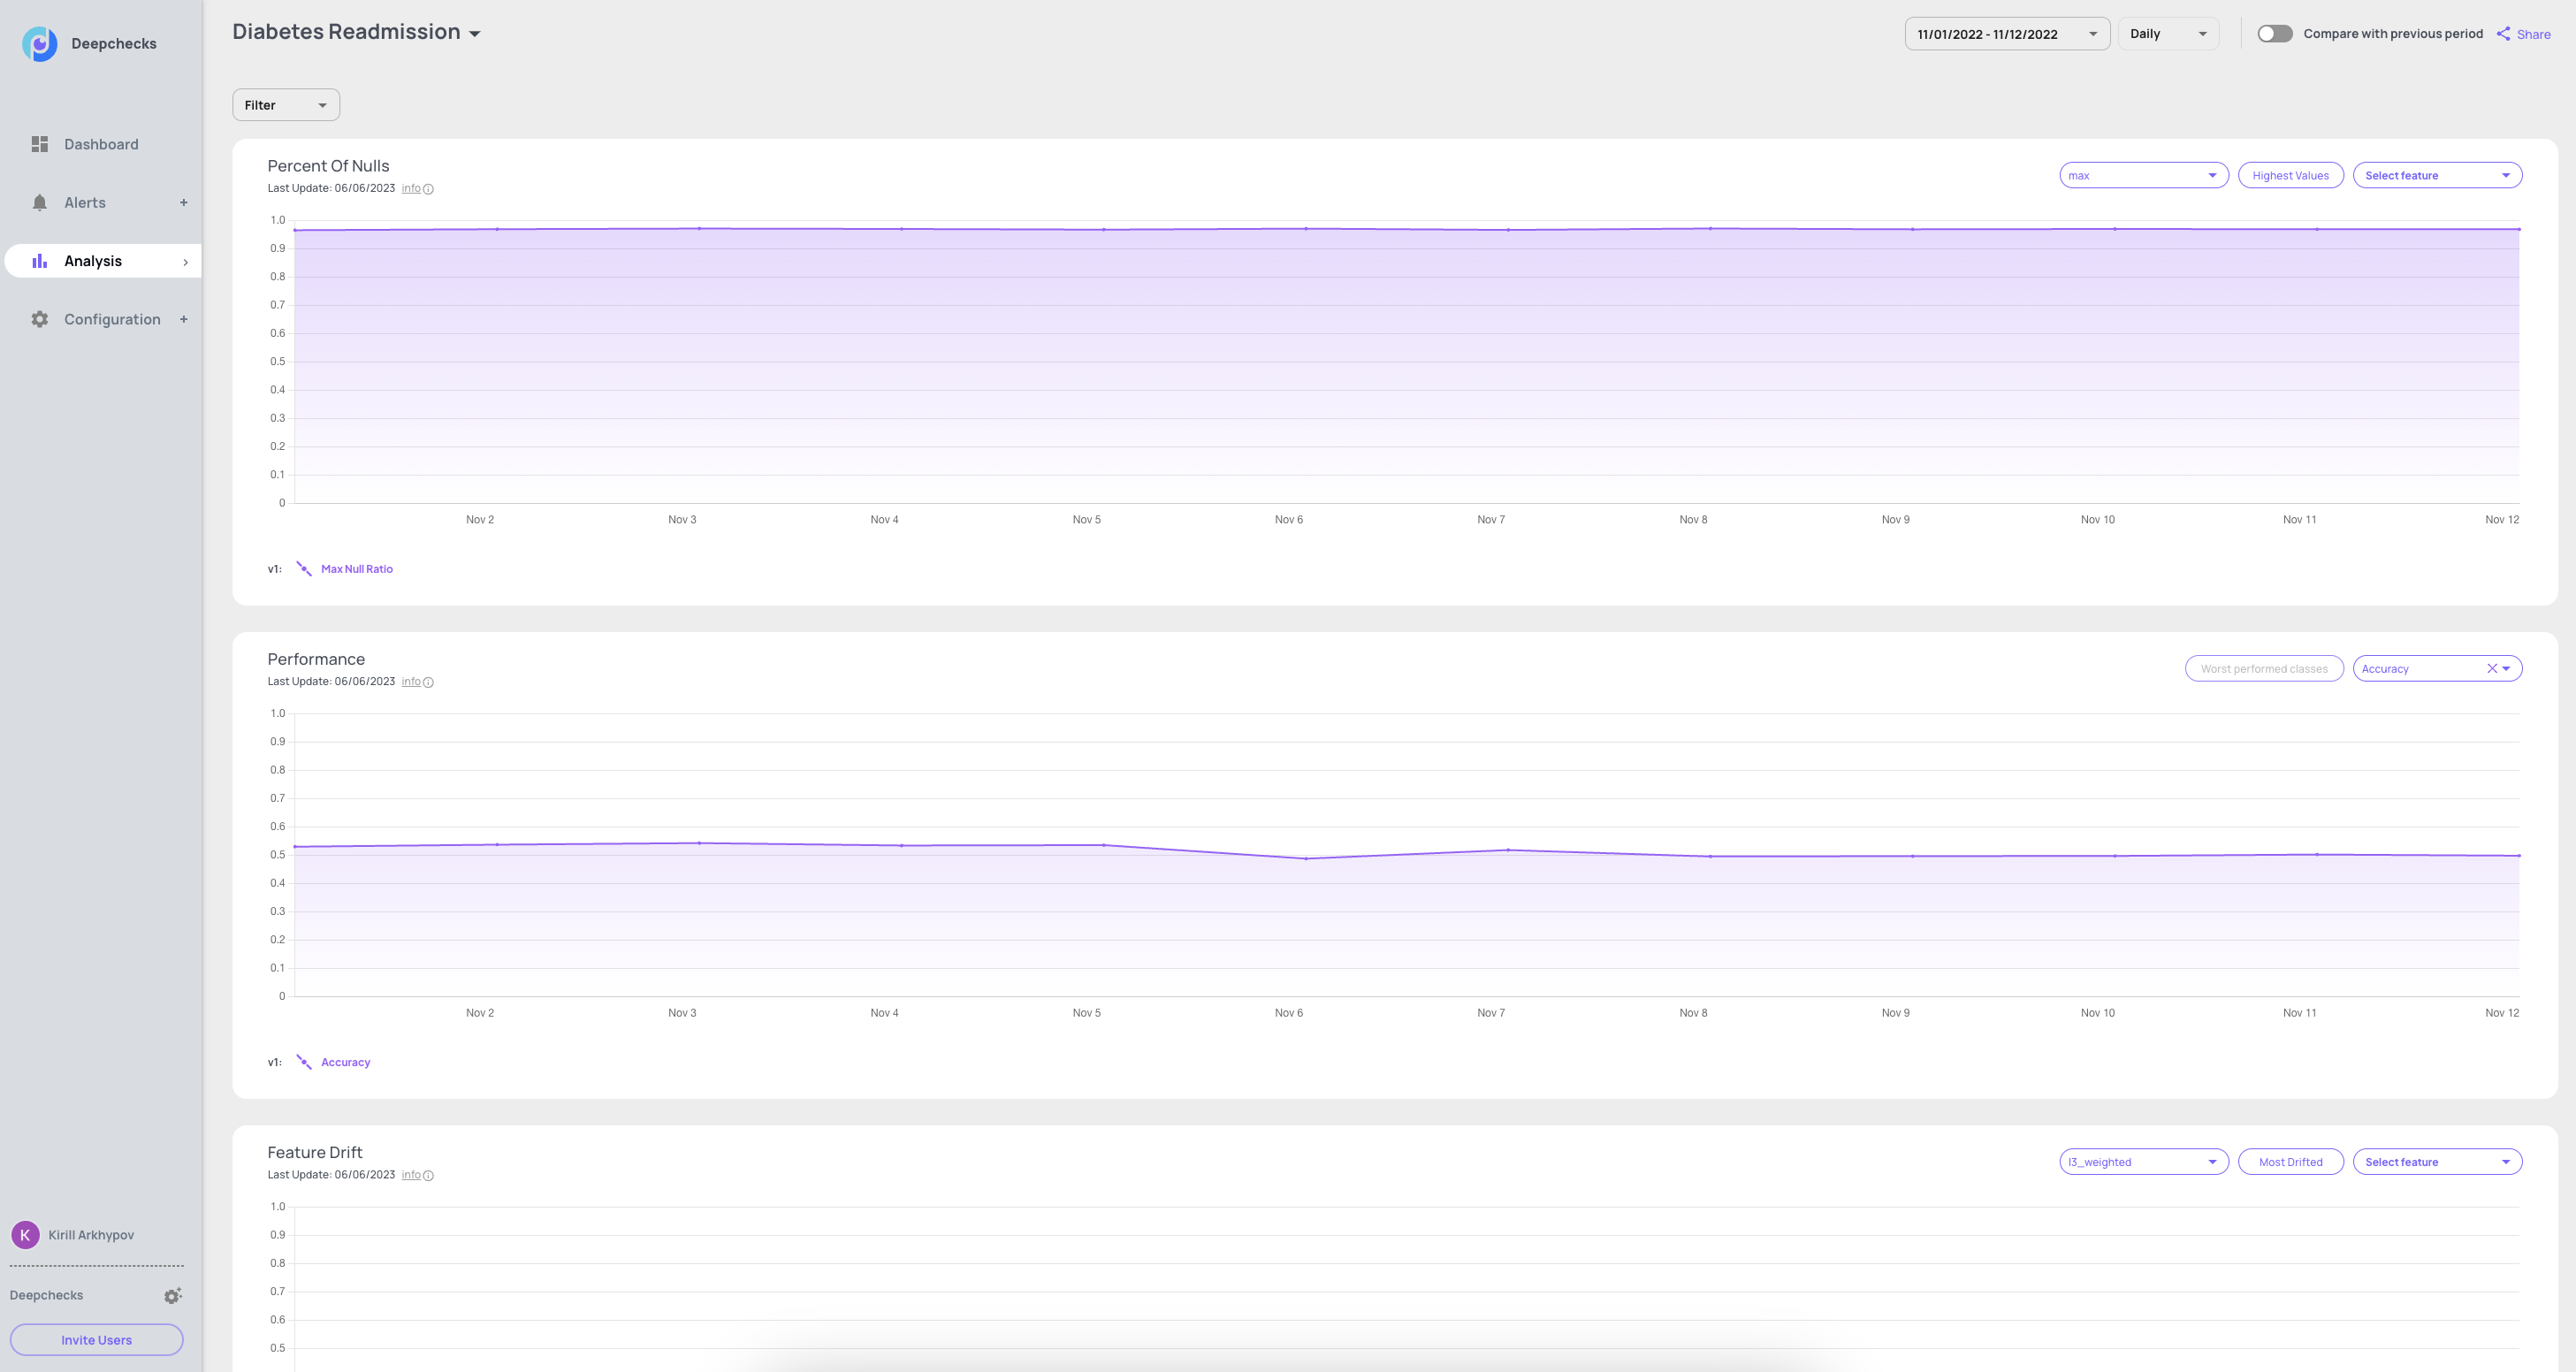 Deepchecks
Dashboard
Alerts +
Analysis >
Configuration +
Kirill Arkhypov
K
Deepchecks
Invite Users
Diabetes Readmission
11/01/2022 - 11/12/2022
Daily
Compare with previous period
Share
Filter
Percent Of Nulls
Last Update: 06/06/2023 info
max
Highest Values
Select feature
1.0
0.9
0.8
0.7
0.6
0.5
0.4
0.3
0.2
0.1
0
Nov 2 Nov 3 Nov 4 Nov 5 Nov 6 Nov 7 Nov 8 Nov 9 Nov 10 Nov 11 Nov 12
v1: Max Null Ratio
Performance
Last Update: 06/06/2023 info
Worst performed classes
Accuracy
1.0
0.9
0.8
0.7
0.6
0.5
0.4
0.3
0.2
0.1
0
Nov 2 Nov 3 Nov 4 Nov 5 Nov 6 Nov 7 Nov 8 Nov 9 Nov 10 Nov 11 Nov 12
v1: Accuracy
Feature Drift
Last Update: 06/06/2023 info
l3_weighted
Most Drifted
Select feature
1.0
0.9
0.8
0.7
0.6
0.5